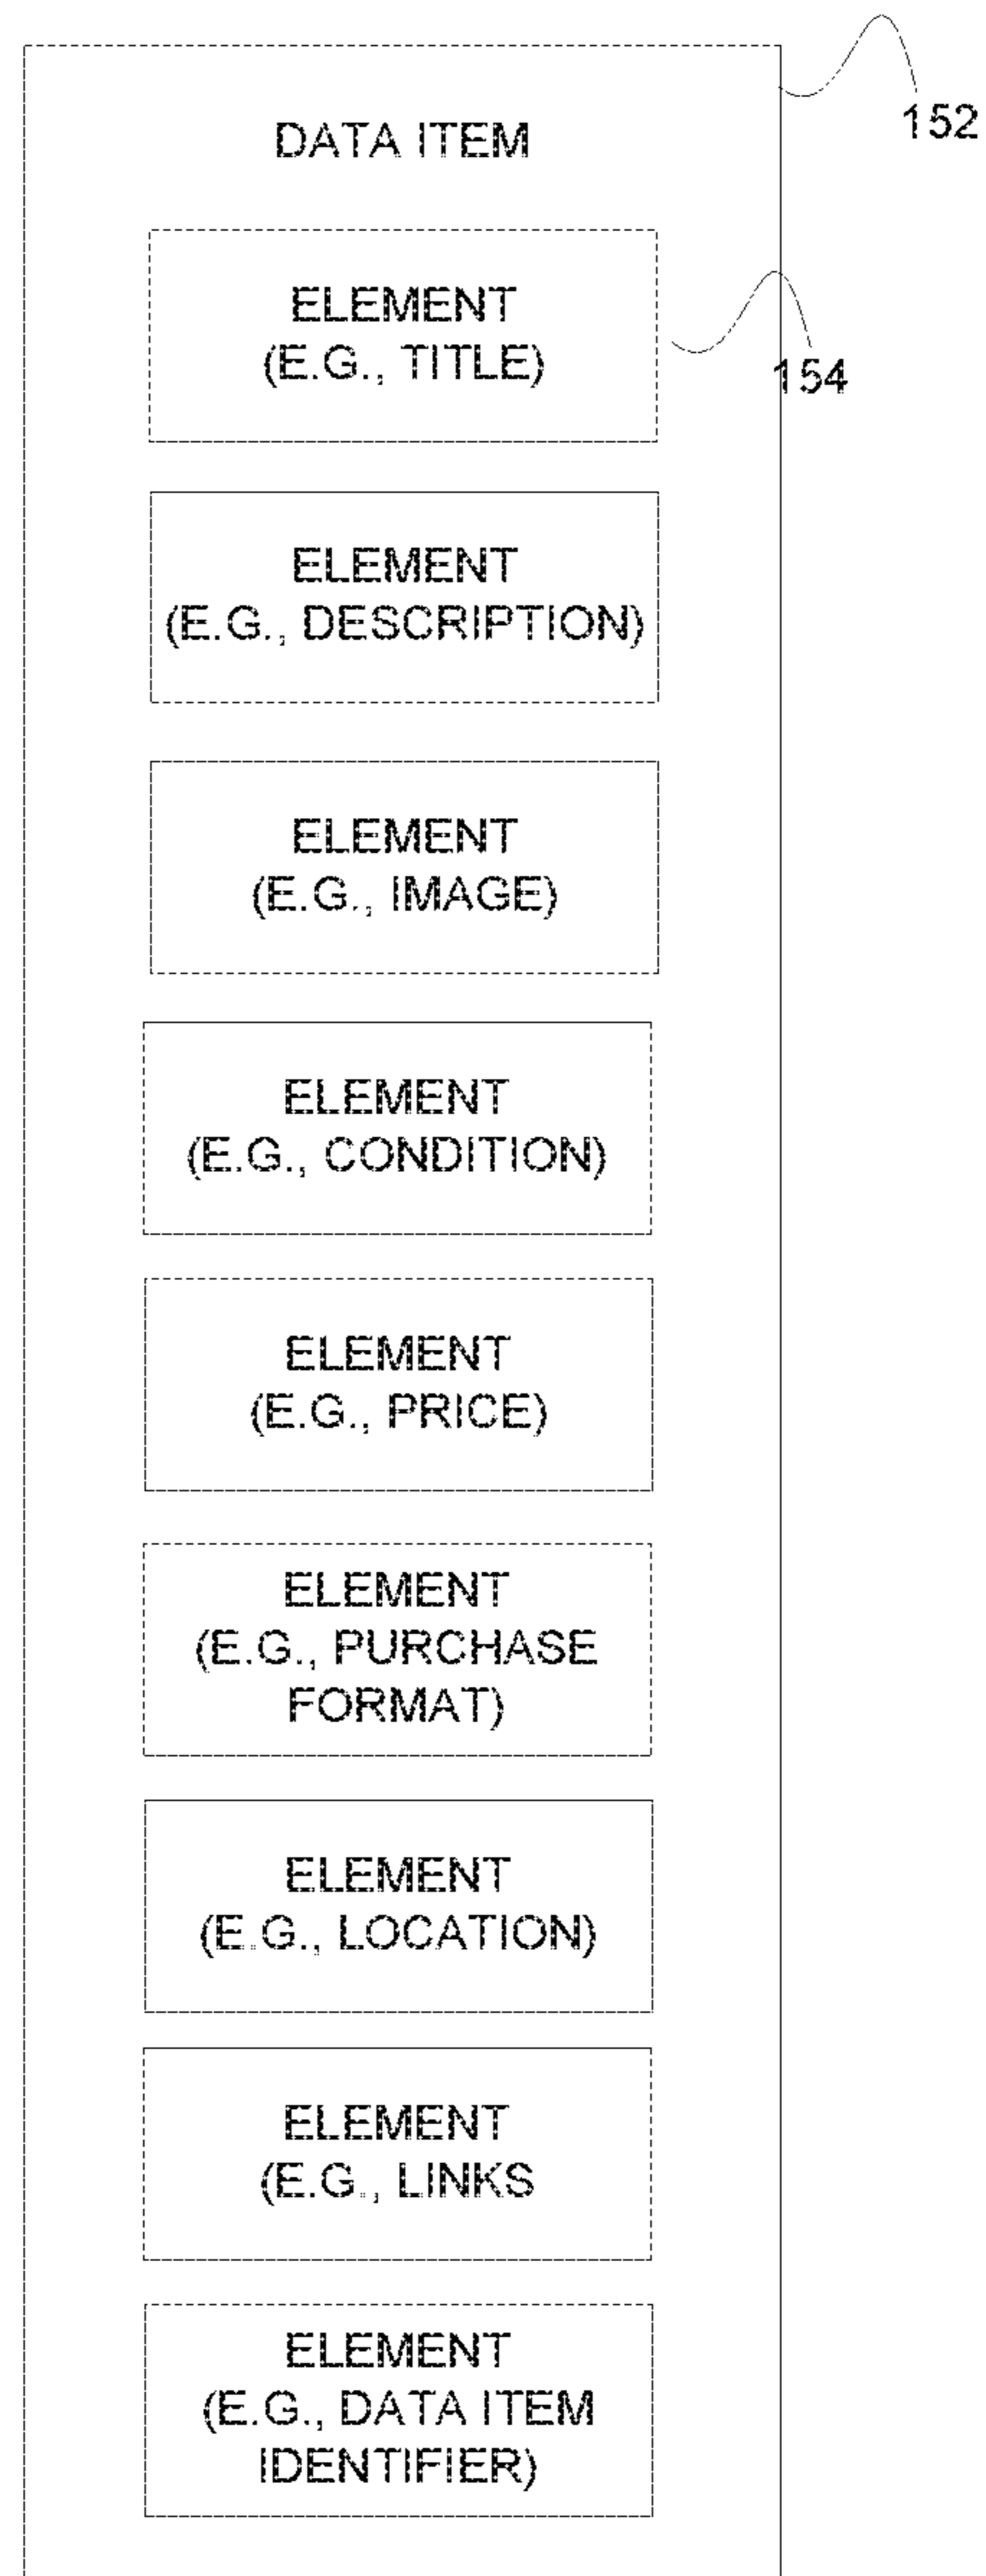 152
DATA ITEM
ELEMENT
(E.G., TITLE)
154
ELEMENT
(E.G., DESCRIPTION)
ELEMENT
(E.G., IMAGE)
ELEMENT
(E.G., CONDITION)
ELEMENT
(E.G., PRICE)
ELEMENT
(E.G., PURCHASE
FORMAT)
ELEMENT
(E.G., LOCATION)
ELEMENT
(E.G., LINKS
ELEMENT
(E.G., DATA ITEM
IDENTIFIER)